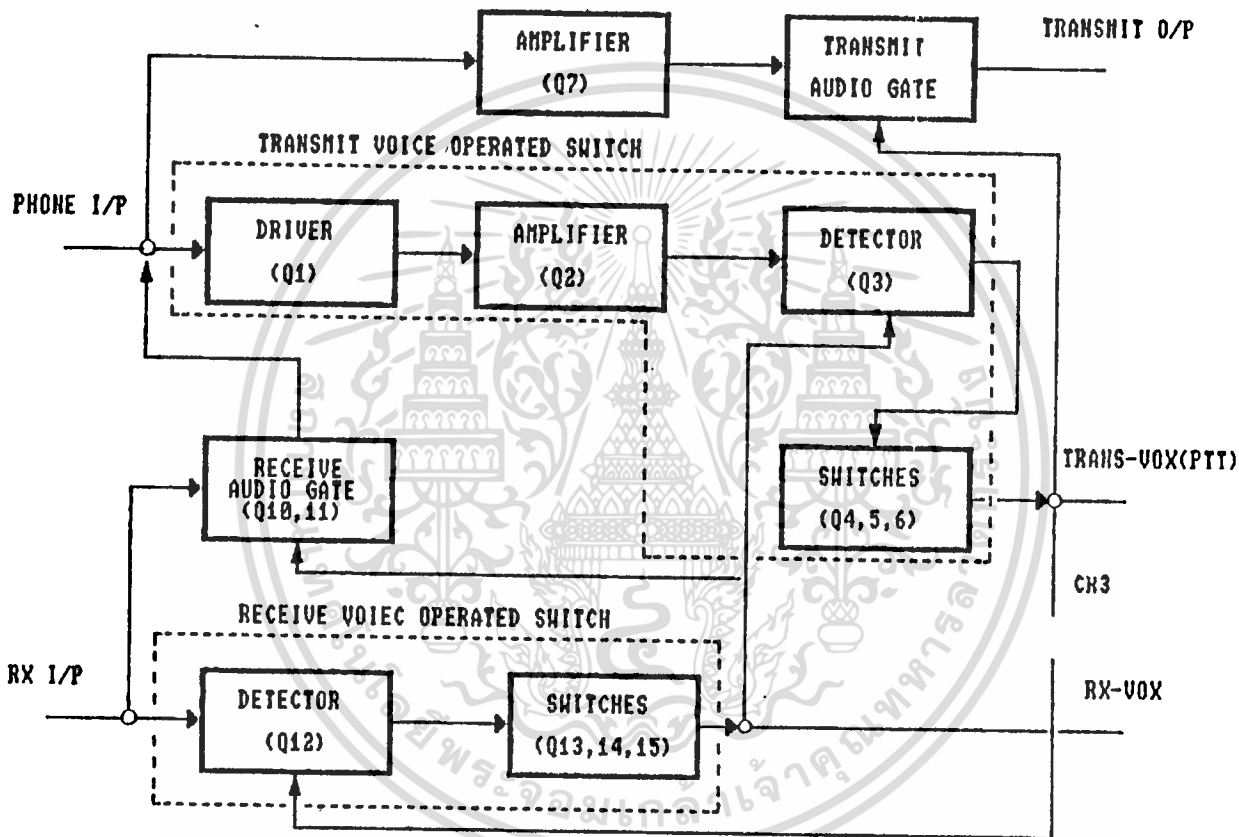 AMPLIFIER
(Q7)
TRANSMIT
AUDIO GATE
TRANSMIT O/P
TRANSMIT VOICE OPERATED SWITCH
PHONE I/P
DRIVER
(Q1)
AMPLIFIER
(Q2)
DETECTOR
(Q3)
RECEIVE
AUDIO GATE
(Q10,11)
SWITCHES
(Q4,5,6)
TRANS-VOX(PTT)
CH3
RECEIVE VOIEC OPERATED SWITCH
RX I/P
DETECTOR
(Q12)
SWITCHES
(Q13,14,15)
RX-VOX